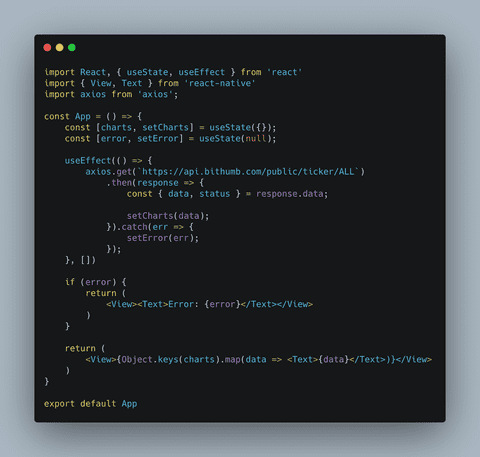 import React, { useState, useEffect } from 'react'
import { View, Text } from 'react-native'
import axios from 'axios';
const App = () => {
const [charts, setCharts] = useState({});
const [error, setError] = useState(null);
useEffect(() => {
axios.get(`https://api.bithumb.com/public/ticker/ALL`)
.then(response => {
const { data, status } = response.data;
setCharts(data);
}).catch(err => {
setError(err);
});
}, [])
if (error) {
return (
<View><Text>Error: {error}</Text></View>
)
}
return (
<View>{Object.keys(charts).map(data => <Text>{data}</Text>)}</View>
)
}
export default App